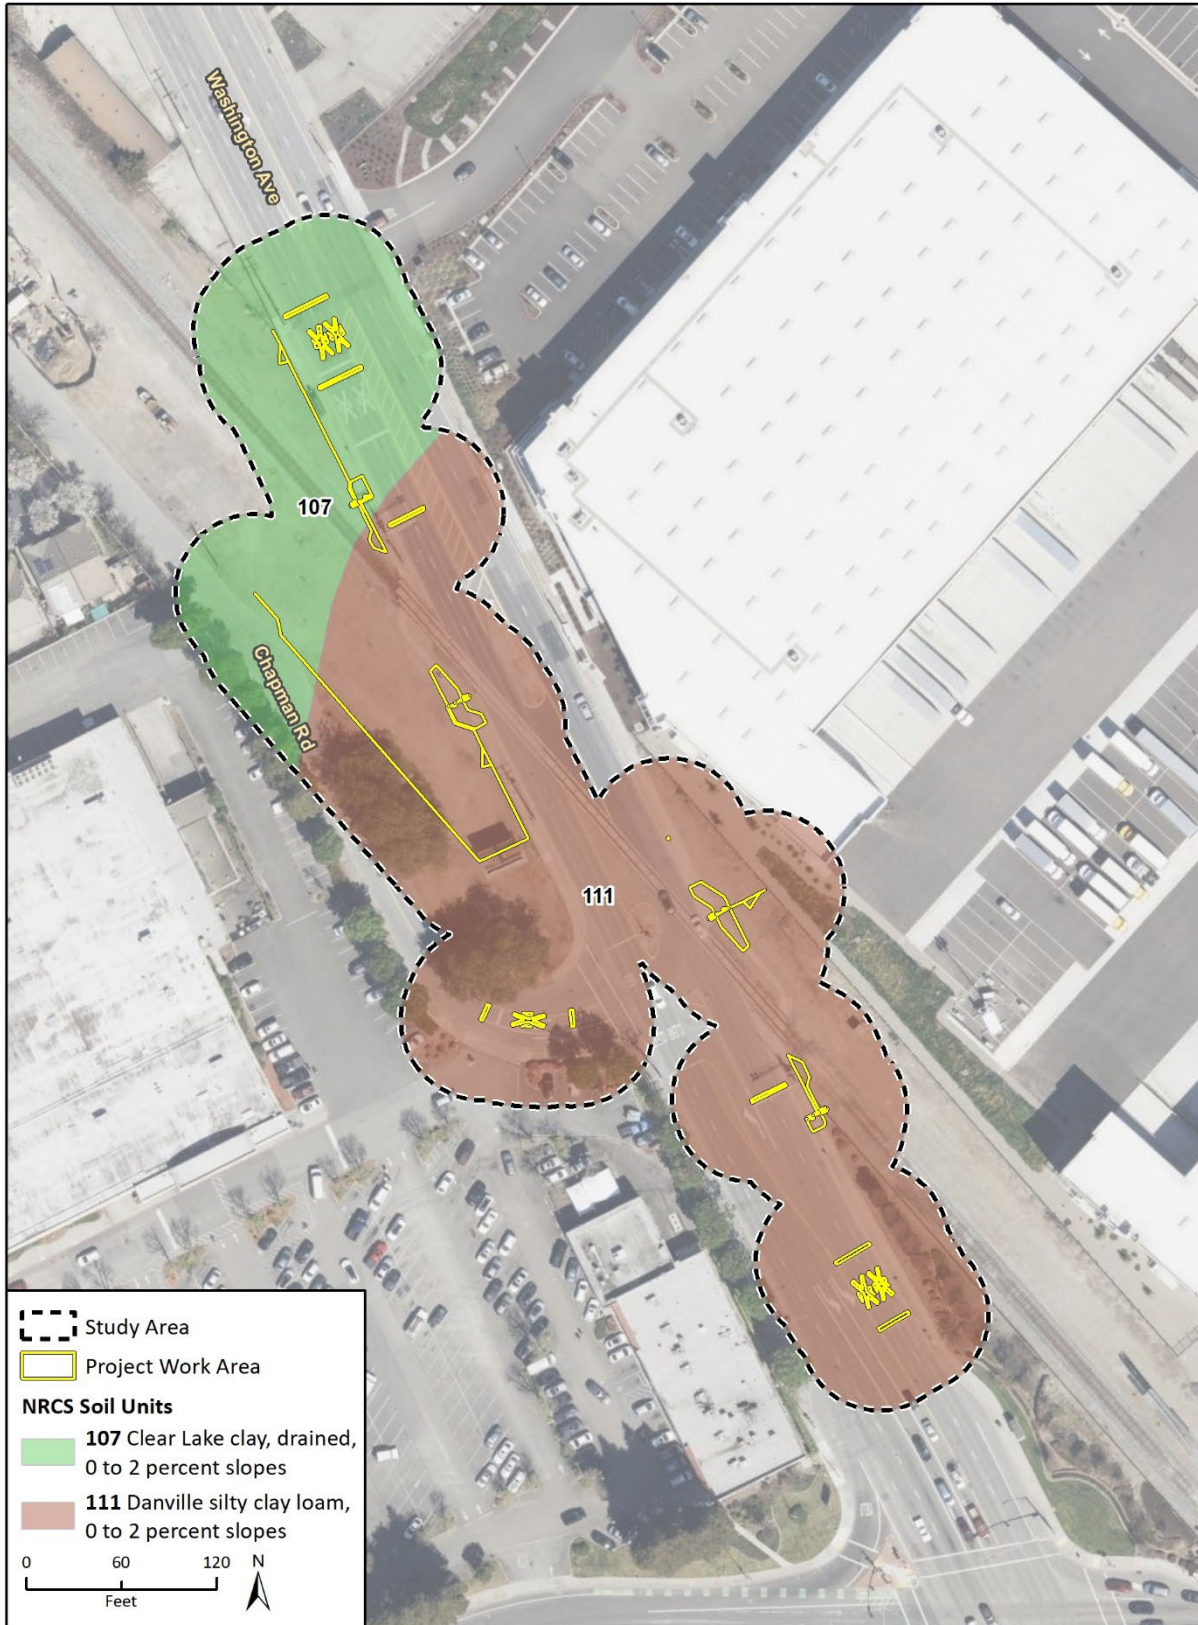 Washington Ave
107
Chapman Rd
111
Study Area
Project Work Area
NRCS Soil Units
107 Clear Lake clay, drained,
0 to 2 percent slopes
111 Danville silty clay loam,
0 to 2 percent slopes
0 60 120
Feet
N